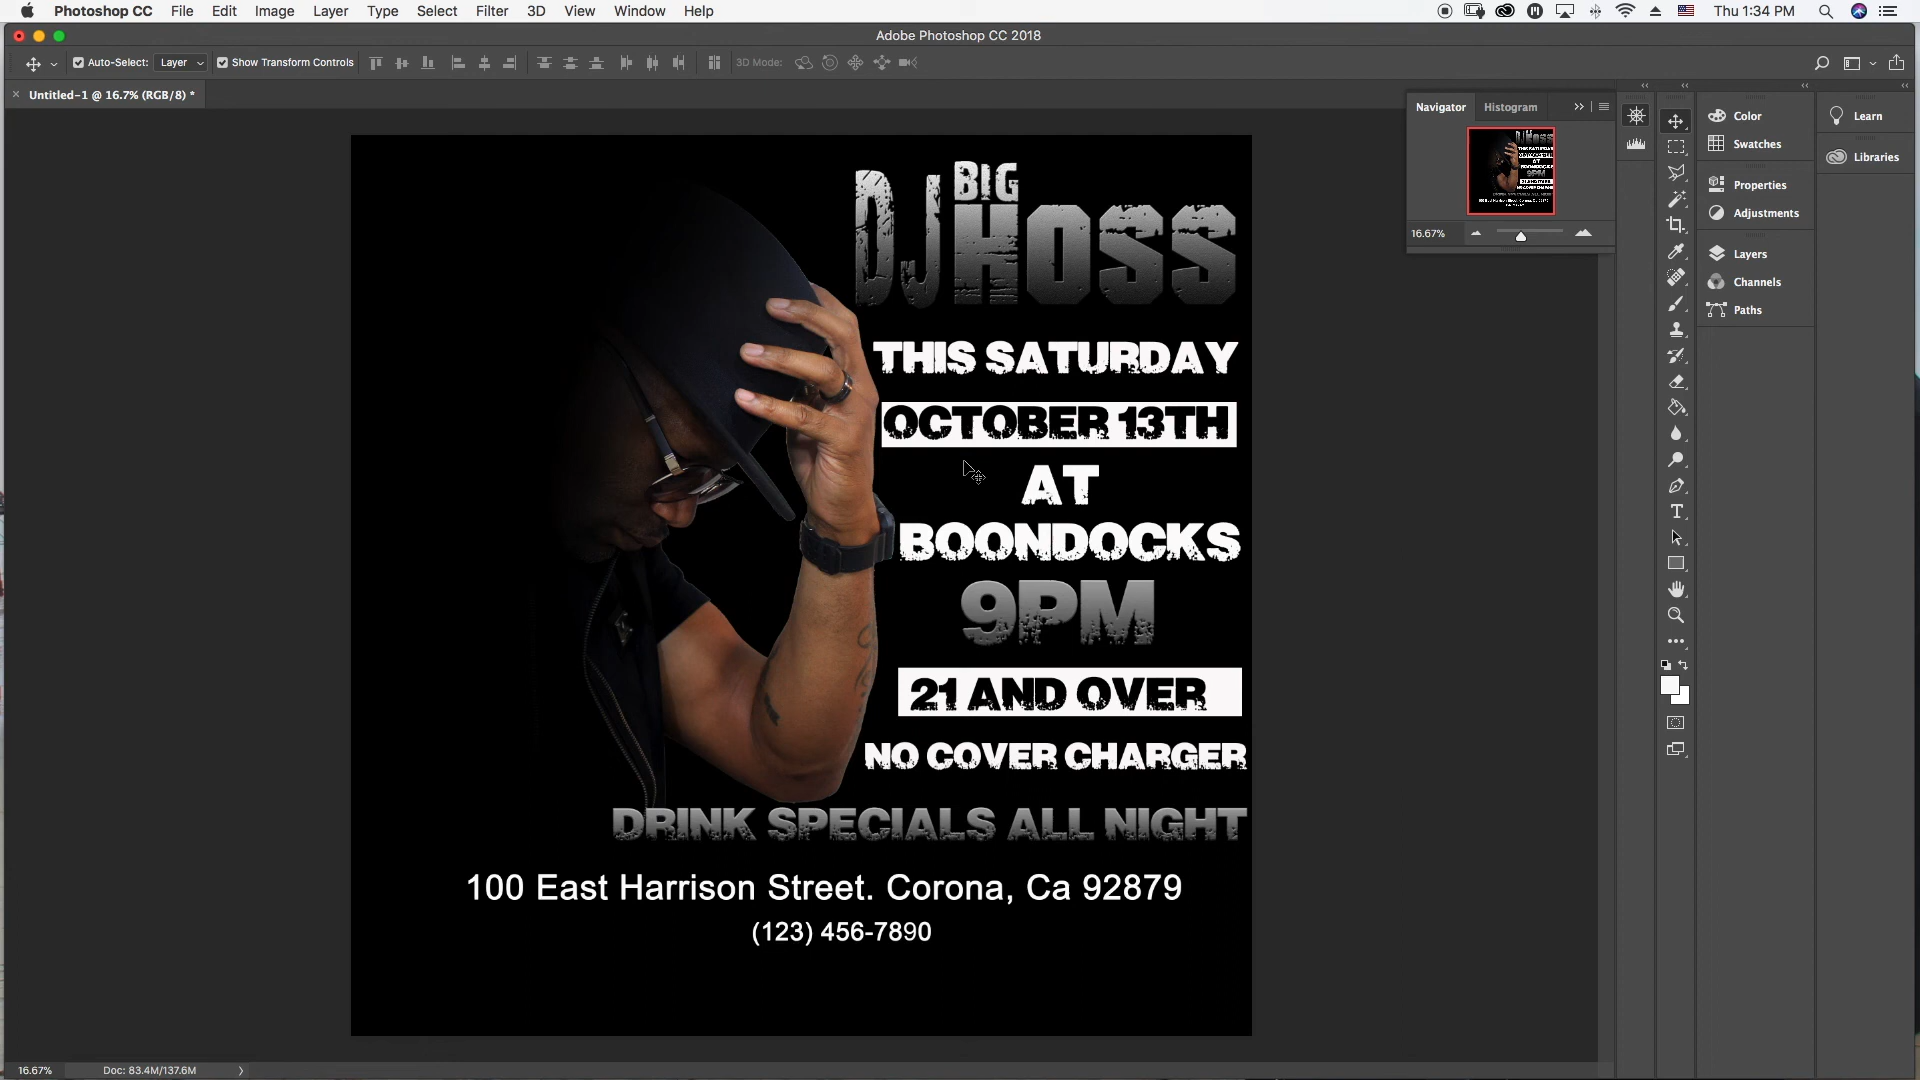 Photoshop CC File Edit Image Layer Type Select Filter 3D View Window Help Thu 1:34 PM
Adobe Photoshop CC 2018
Auto-Select: Layer Show Transform Controls 3D Mode:
× Untitled-1 @ 16.7% (RGB/8) *
Navigator Histogram
16.67%
Color
Swatches
Properties
Adjustments
Layers
Channels
Paths
Learn
Libraries
DJ BIG HOSS
THIS SATURDAY
OCTOBER 13TH
AT
BOONDOCKS
9PM
21 AND OVER
NO COVER CHARGER
DRINK SPECIALS ALL NIGHT
100 East Harrison Street. Corona, Ca 92879
(123) 456-7890
16.67% Doc: 83.4M/137.6M